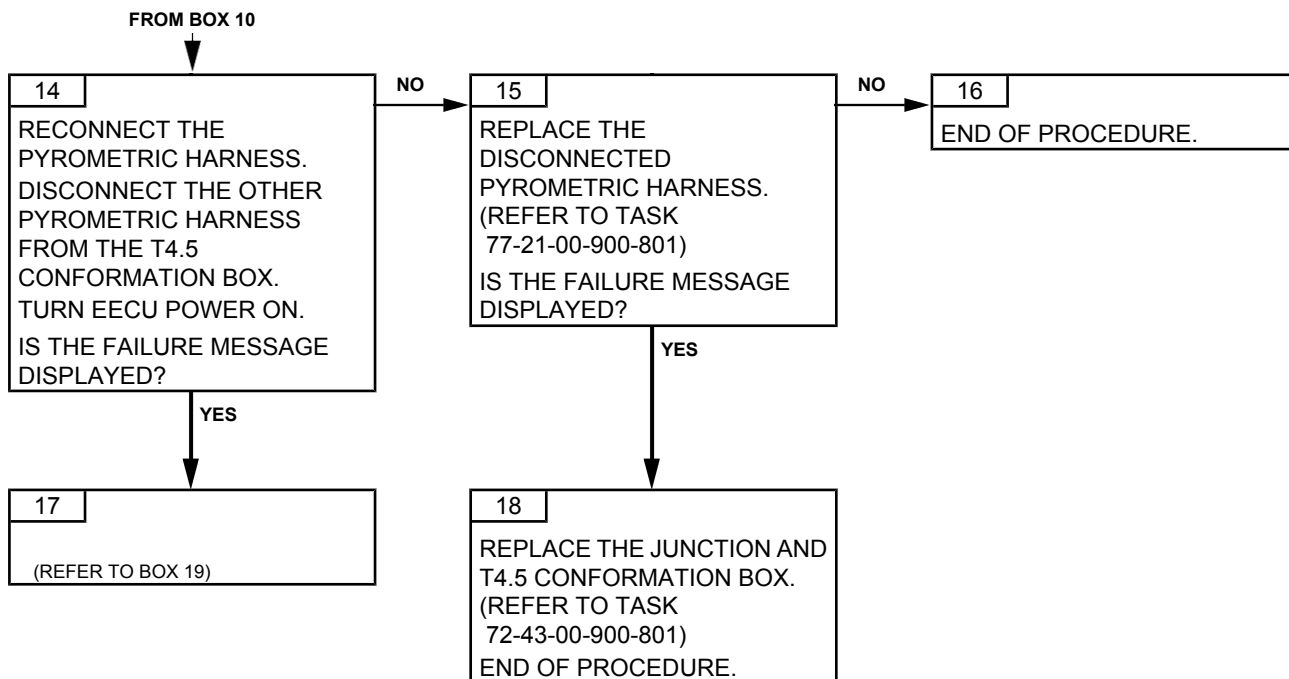 FROM BOX 10
14
RECONNECT THE
PYROMETRIC HARNESS.
DISCONNECT THE OTHER
PYROMETRIC HARNESS
FROM THE T4.5
CONFORMATION BOX.
TURN EECU POWER ON.
IS THE FAILURE MESSAGE
DISPLAYED?
NO
15
REPLACE THE
DISCONNECTED
PYROMETRIC HARNESS.
(REFER TO TASK
77-21-00-900-801)
IS THE FAILURE MESSAGE
DISPLAYED?
NO
16
END OF PROCEDURE.
YES
YES
17
(REFER TO BOX 19)
18
REPLACE THE JUNCTION AND
T4.5 CONFORMATION BOX.
(REFER TO TASK
72-43-00-900-801)
END OF PROCEDURE.